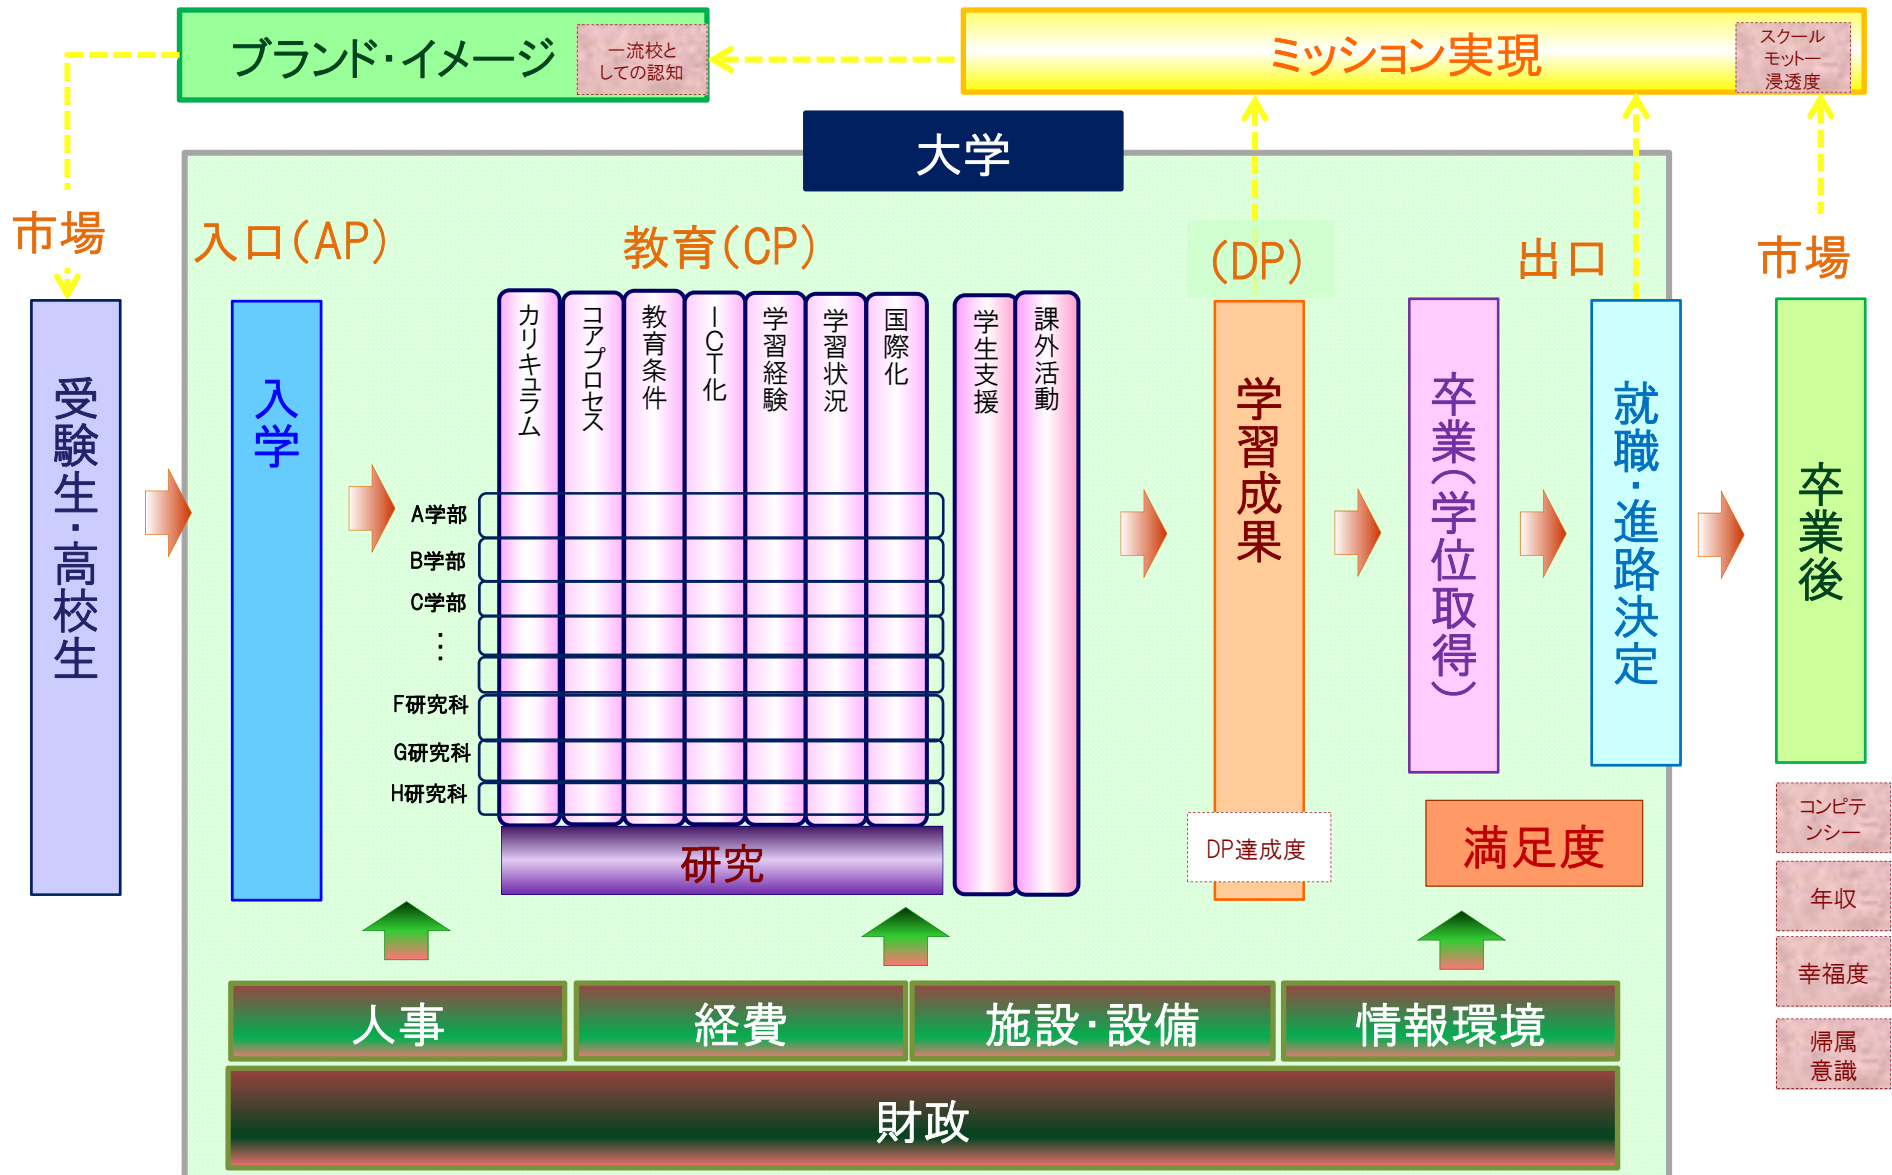 ブランド・イメージ
一流校と
しての認知
ミッション実現
スクール
モットー
浸透度
大学
市場
入口(AP)
教育(CP)
(DP)
出口
市場
受験生・高校生
入学
カリキュラム
コアプロセス
教育条件
ICT化
学習経験
学習状況
国際化
学生支援
課外活動
A学部
B学部
C学部
…
F研究科
G研究科
H研究科
研究
学習成果
DP達成度
卒業(学位取得)
就職・進路決定
満足度
卒業後
コンピテ
ンシー
年収
幸福度
帰属
意識
人事
経費
施設・設備
情報環境
財政